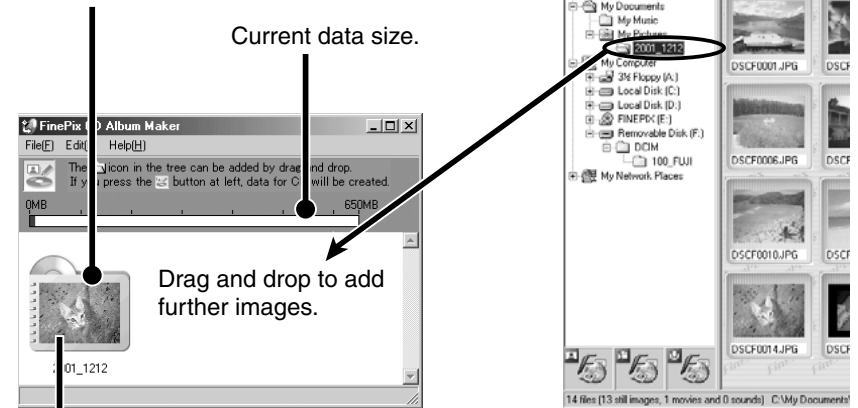 Current data size.
FinePix CD Album Maker
File(F) Edit( Help(H)
The icon in the tree can be added by drag and drop.
If you press the button at left, data for CD will be created.
0MB 650MB
Drag and drop to add
further images.
2001_1212
My Documents
My Music
My Pictures
2001_1212
My Computer
3½ Floppy (A:)
Local Disk (C:)
Local Disk (D:)
FINEPIX (E:)
Removable Disk (F:)
DCIM
100_FUJI
My Network Places
DSCF0001.JPG DSCF
DSCF0006.JPG DSCF
DSCF0010.JPG DSCF
DSCF0014.JPG DSCF
14 files (13 still images, 1 movies and 0 sounds) C:\My Documents\